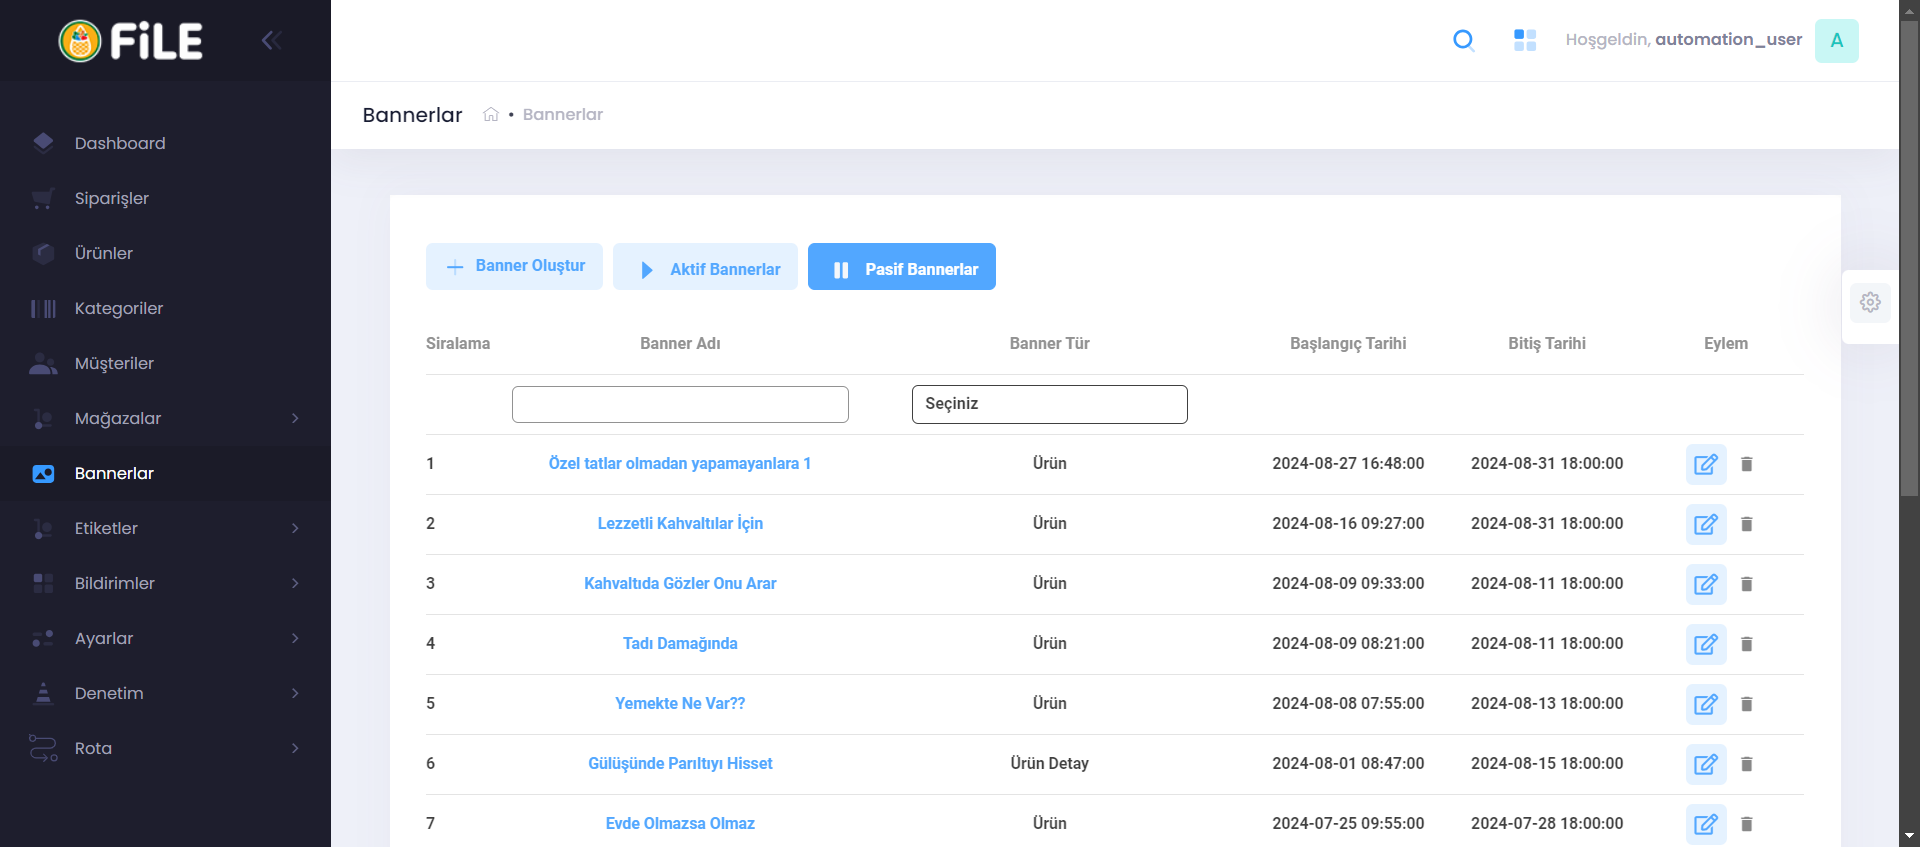 FiLE
Hoşgeldin, automation_user
A
Bannerlar • Bannerlar
Dashboard
Siparişler
Ürünler
Kategoriler
Müşteriler
Mağazalar
Bannerlar
Etiketler
Bildirimler
Ayarlar
Denetim
Rota
Banner Oluştur
Aktif Bannerlar
Pasif Bannerlar
Siralama Banner Adı Banner Tür Başlangıç Tarihi Bitiş Tarihi Eylem
Seçiniz
1 Özel tatlar olmadan yapamayanlara 1 Ürün 2024-08-27 16:48:00 2024-08-31 18:00:00
2 Lezzetli Kahvaltılar İçin Ürün 2024-08-16 09:27:00 2024-08-31 18:00:00
3 Kahvaltıda Gözler Onu Arar Ürün 2024-08-09 09:33:00 2024-08-11 18:00:00
4 Tadı Damağında Ürün 2024-08-09 08:21:00 2024-08-11 18:00:00
5 Yemekte Ne Var?? Ürün 2024-08-08 07:55:00 2024-08-13 18:00:00
6 Gülüşünde Parıltıyı Hisset Ürün Detay 2024-08-01 08:47:00 2024-08-15 18:00:00
7 Evde Olmazsa Olmaz Ürün 2024-07-25 09:55:00 2024-07-28 18:00:00